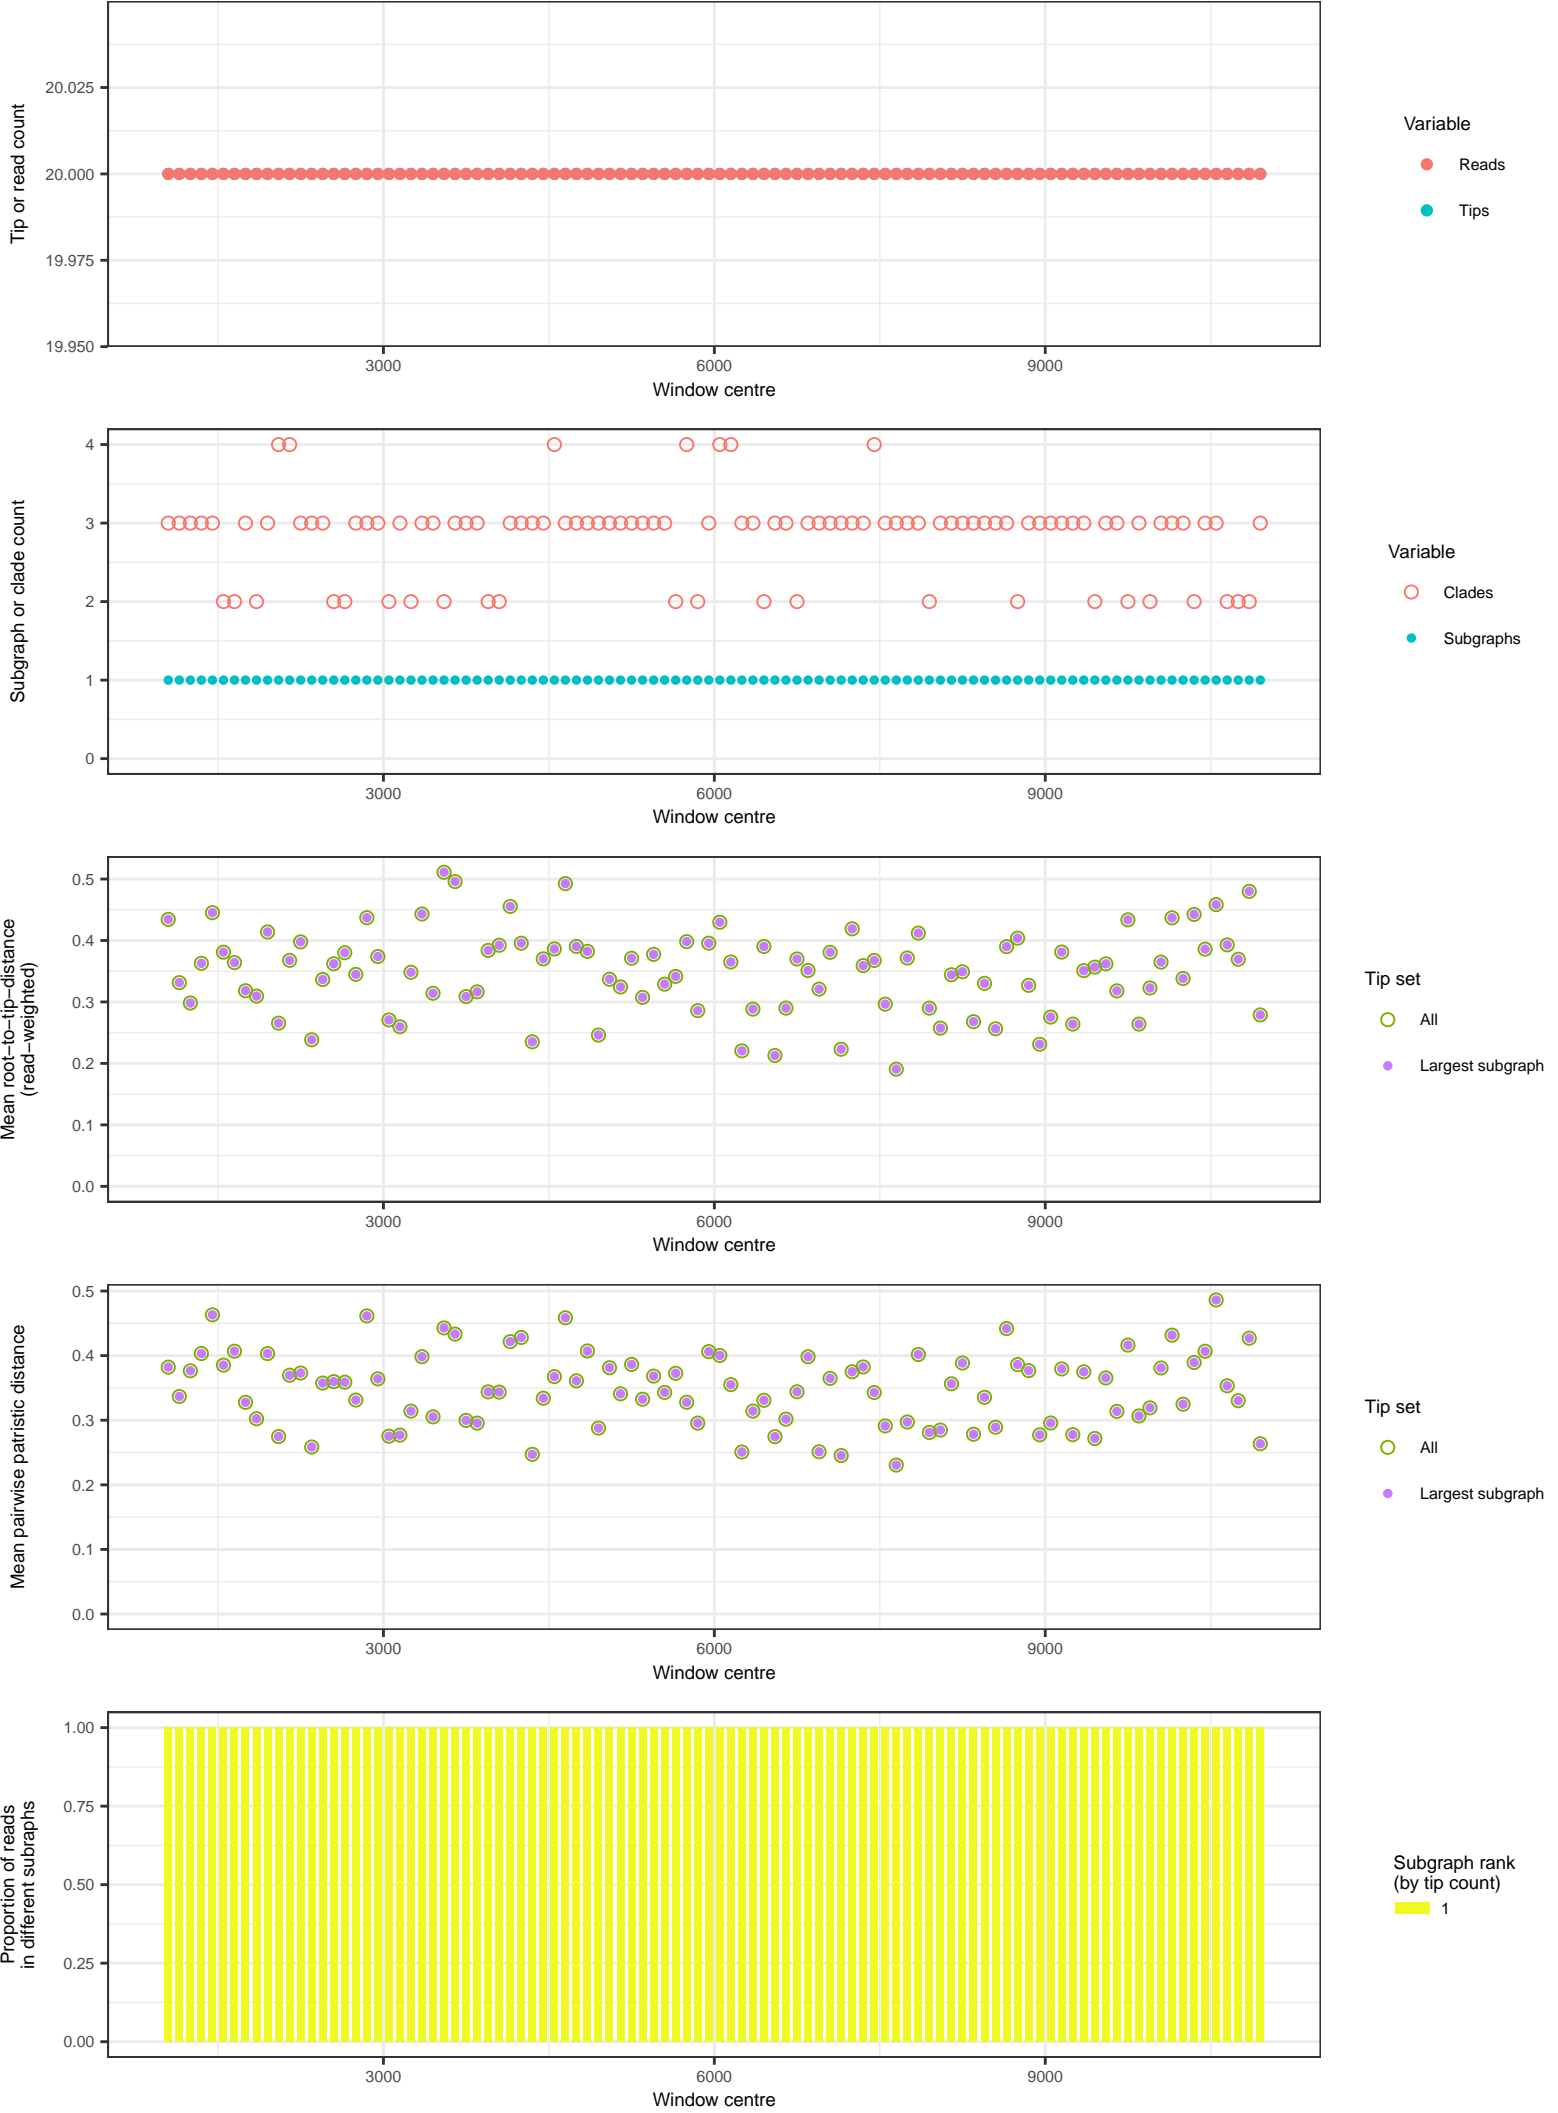 20.025
20.000
19.975
19.950
Tip or read count
3000
6000
9000
Window centre
Variable
Reads
Tips
4
3
2
1
0
Subgraph or clade count
3000
6000
9000
Window centre
Variable
Clades
Subgraphs
0.5
0.4
0.3
0.2
0.1
0.0
Mean root−to−tip−distance
(read−weighted)
3000
6000
9000
Window centre
Tip set
All
Largest subgraph
0.5
0.4
0.3
0.2
0.1
0.0
Mean pairwise patristic distance
3000
6000
9000
Window centre
Tip set
All
Largest subgraph
1.00
0.75
0.50
0.25
0.00
Proportion of reads
in different subraphs
3000
6000
9000
Window centre
Subgraph rank
(by tip count)
1